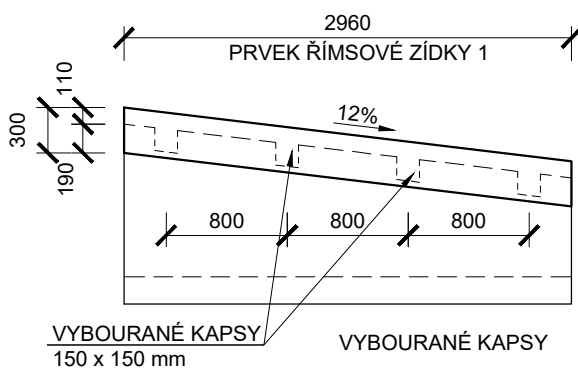 2960
PRVEK ŘÍMSOVÉ ZÍDKY 1
110
300
190
12%
800
800
800
VYBOURANÉ KAPSY
150 x 150 mm
VYBOURANÉ KAPSY